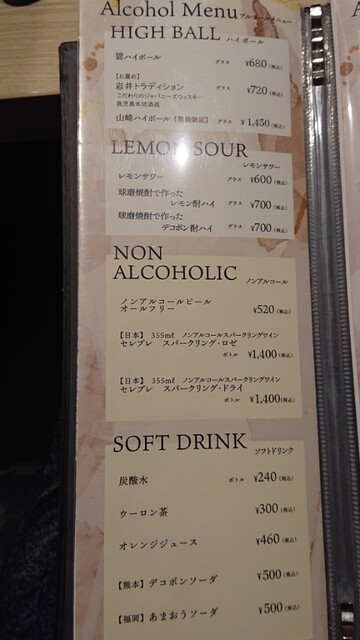 Alcohol Menu アルコールメニュー
HIGH BALL ハイボール
碧ハイボール グラス ¥680 (税込)
【お薦め】
岩井トラディション グラス ¥720 (税込)
こだわりのジャパニーズウィスキー
鹿児島本坊酒造
山崎ハイボール【数量限定】 グラス ¥1,450 (税込)
LEMON SOUR
レモンサワー
レモンサワー グラス ¥600 (税込)
球磨焼酎で作った
レモン酎ハイ グラス ¥700 (税込)
球磨焼酎で作った
デコポン酎ハイ グラス ¥700 (税込)
NON
ALCOHOLIC ノンアルコール
ノンアルコールビール
オールフリー ¥520 (税込)
【日本】 355mℓ ノンアルコールスパークリングワイン
セレブレ スパークリング・ロゼ
ボトル ¥1,400 (税込)
【日本】 355mℓ ノンアルコールスパークリングワイン
セレブレ スパークリング・ドライ
ボトル ¥1,400 (税込)
SOFT DRINK ソフトドリンク
炭酸水 ボトル ¥240 (税込)
ウーロン茶 ¥300 (税込)
オレンジジュース ¥460 (税込)
【熊本】デコポンソーダ ¥500 (税込)
【福岡】あまおうソーダ ¥500 (税込)